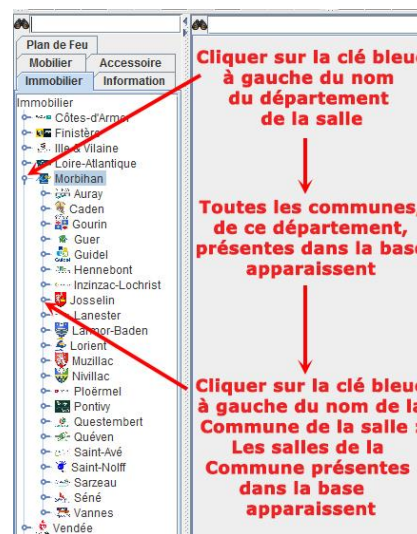 Plan de Feu
Mobilier Accessoire
Immobilier Information
Immobilier
Côtes-d'Armor
Finistère
Ille & Vilaine
Loire-Atlantique
Morbihan
Auray
Caden
Gourin
Guer
Guidel
Hennebont
Inzinzac-Lochrist
Josselin
Lanester
Larmor-Baden
Lorient
Muzillac
Nivillac
Ploërmel
Pontivy
Questembert
Quéven
Saint-Avé
Saint-Nolff
Sarzeau
Séné
Vannes
Vendée
Cliquer sur la clé bleue
à gauche du nom
du département
de la salle
Toutes les communes,
de ce département,
présentes dans la base
apparaissent
Cliquer sur la clé bleue
à gauche du nom de la
Commune de la salle :
Les salles de la
Commune présentes
dans la base
apparaissent